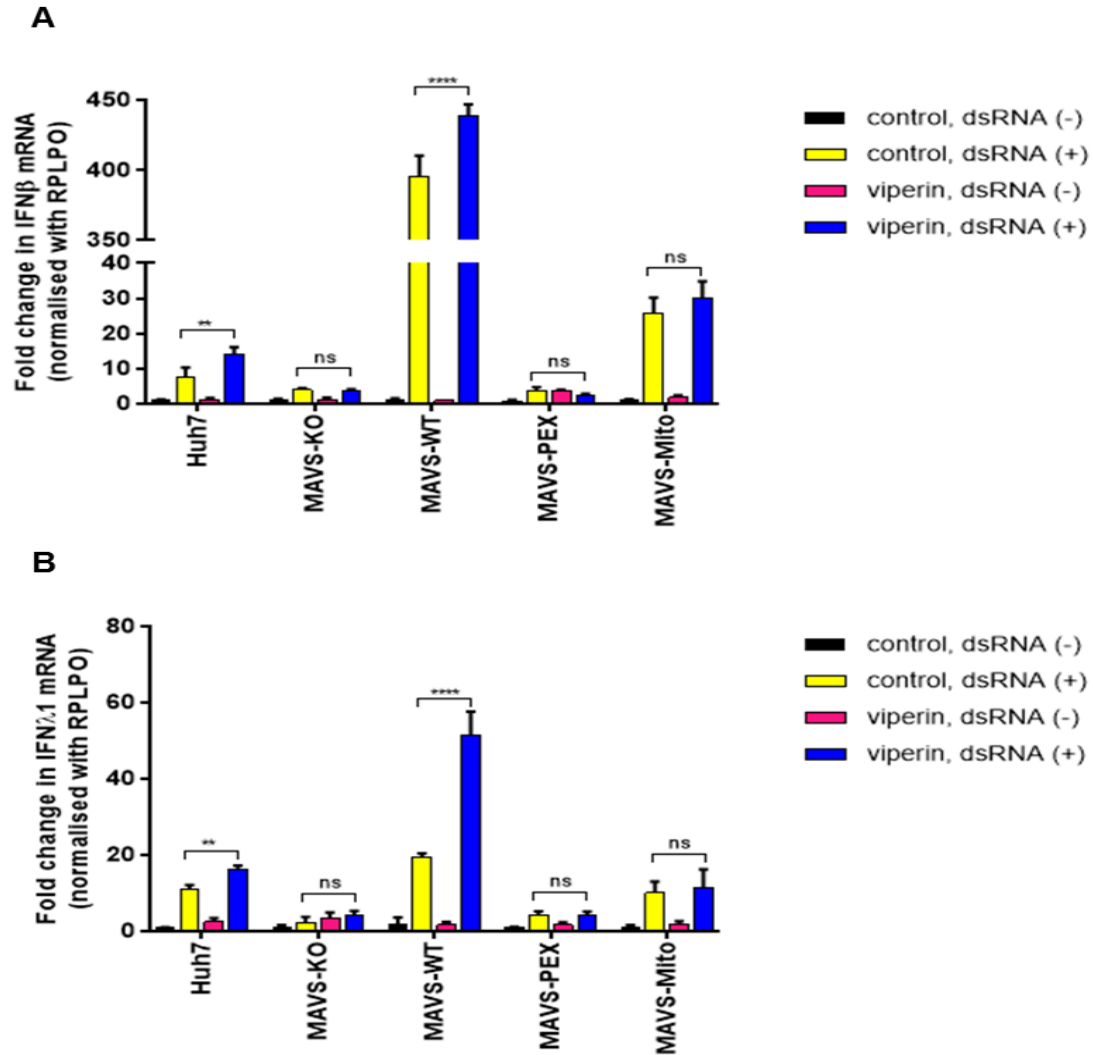 A
Fold change in IFNβ mRNA
(normalised with RPLPO)
450
400
350
40
30
20
10
0
**
ns
****
ns
ns
Huh7
MAVS-KO
MAVS-WT
MAVS-PEX
MAVS-Mito
control, dsRNA (-)
control, dsRNA (+)
viperin, dsRNA (-)
viperin, dsRNA (+)
B
Fold change in IFNλ1 mRNA
(normalised with RPLPO)
80
60
40
20
0
**
ns
****
ns
ns
Huh7
MAVS-KO
MAVS-WT
MAVS-PEX
MAVS-Mito
control, dsRNA (-)
control, dsRNA (+)
viperin, dsRNA (-)
viperin, dsRNA (+)